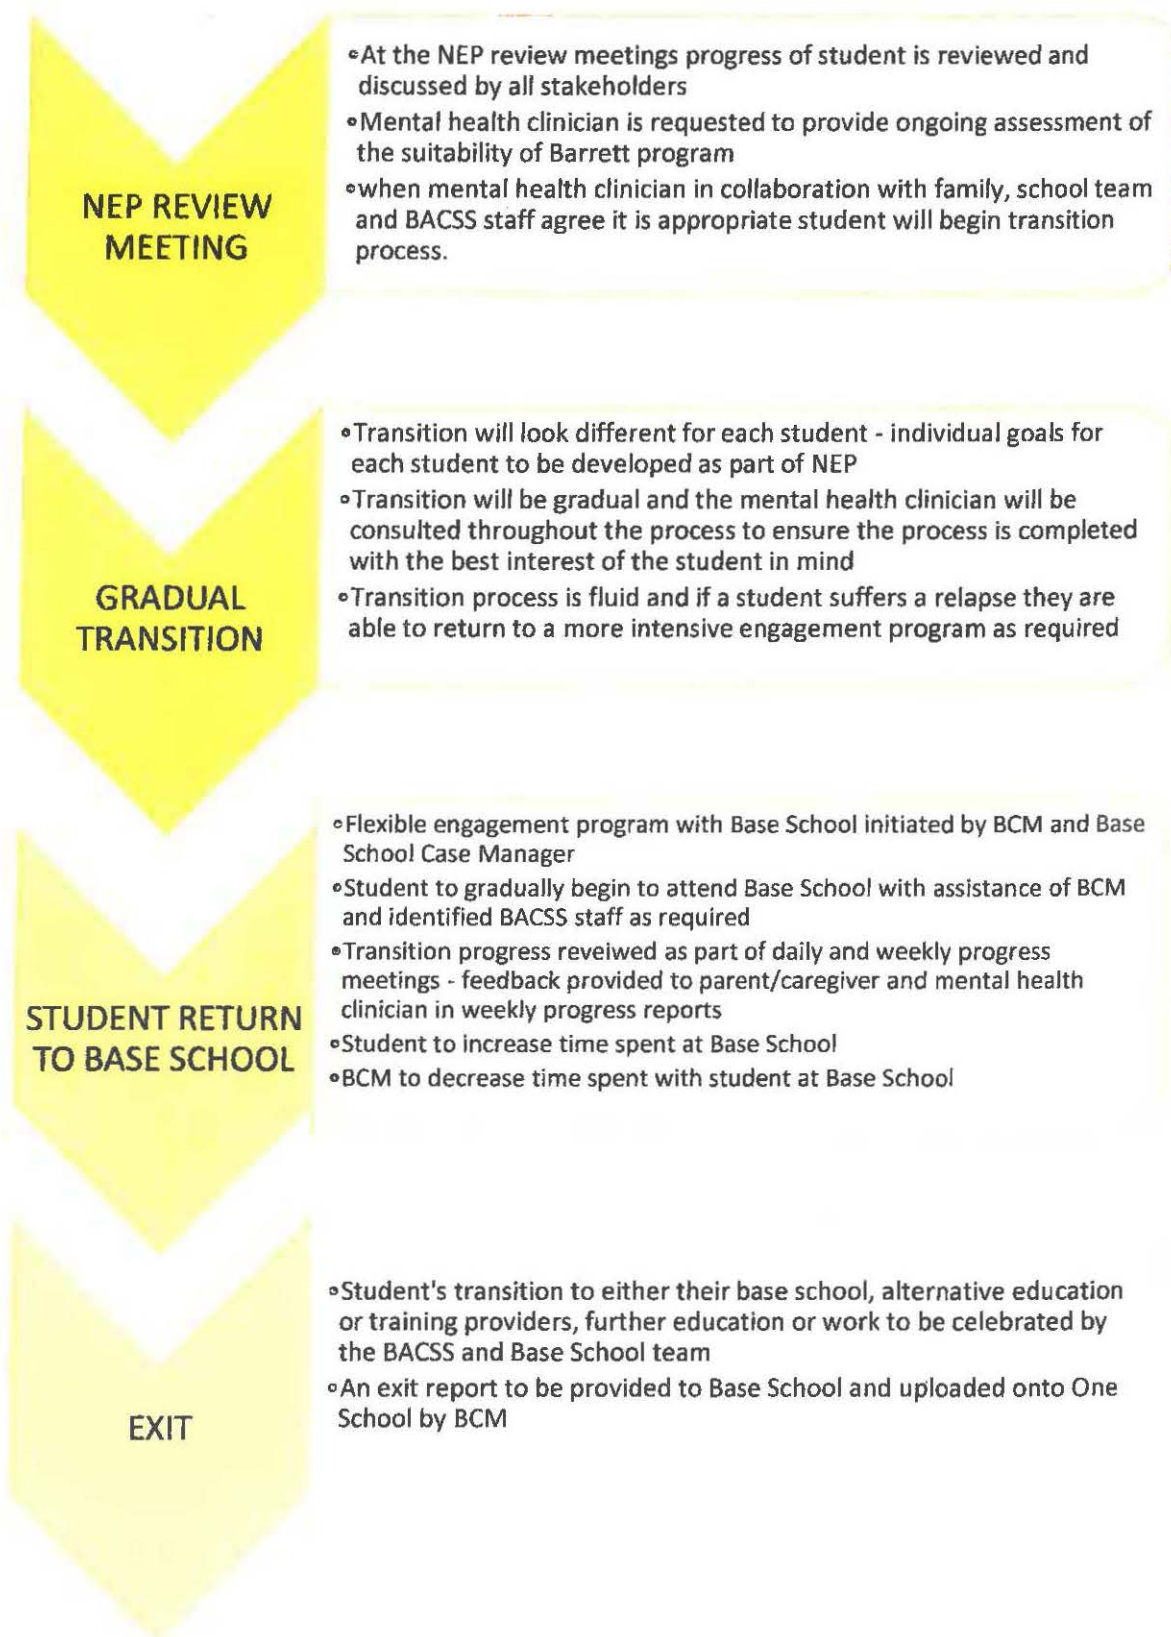 NEP REVIEW
MEETING
•At the NEP review meetings progress of student is reviewed and
discussed by all stakeholders
•Mental health clinician is requested to provide ongoing assessment of
the suitability of Barrett program
•when mental health clinician in collaboration with family, school team
and BACSS staff agree it is appropriate student will begin transition
process.
GRADUAL
TRANSITION
•Transition will look different for each student - individual goals for
each student to be developed as part of NEP
•Transition will be gradual and the mental health clinician will be
consulted throughout the process to ensure the process is completed
with the best interest of the student in mind
•Transition process is fluid and if a student suffers a relapse they are
able to return to a more intensive engagement program as required
STUDENT RETURN
TO BASE SCHOOL
•Flexible engagement program with Base School initiated by BCM and Base
School Case Manager
•Student to gradually begin to attend Base School with assistance of BCM
and identified BACSS staff as required
•Transition progress reveiwed as part of daily and weekly progress
meetings - feedback provided to parent/caregiver and mental health
clinician in weekly progress reports
•Student to increase time spent at Base School
•BCM to decrease time spent with student at Base School
EXIT
•Student's transition to either their base school, alternative education
or training providers, further education or work to be celebrated by
the BACSS and Base School team
•An exit report to be provided to Base School and uploaded onto One
School by BCM